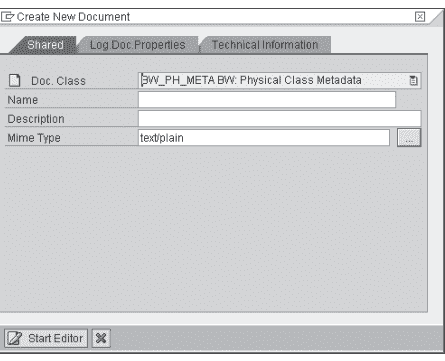 Create New Document
Shared Log.Doc.Properties Technical Information
Doc. Class BW_PH_META BW: Physical Class Metadata
Name
Description
Mime Type text/plain ...
Start Editor